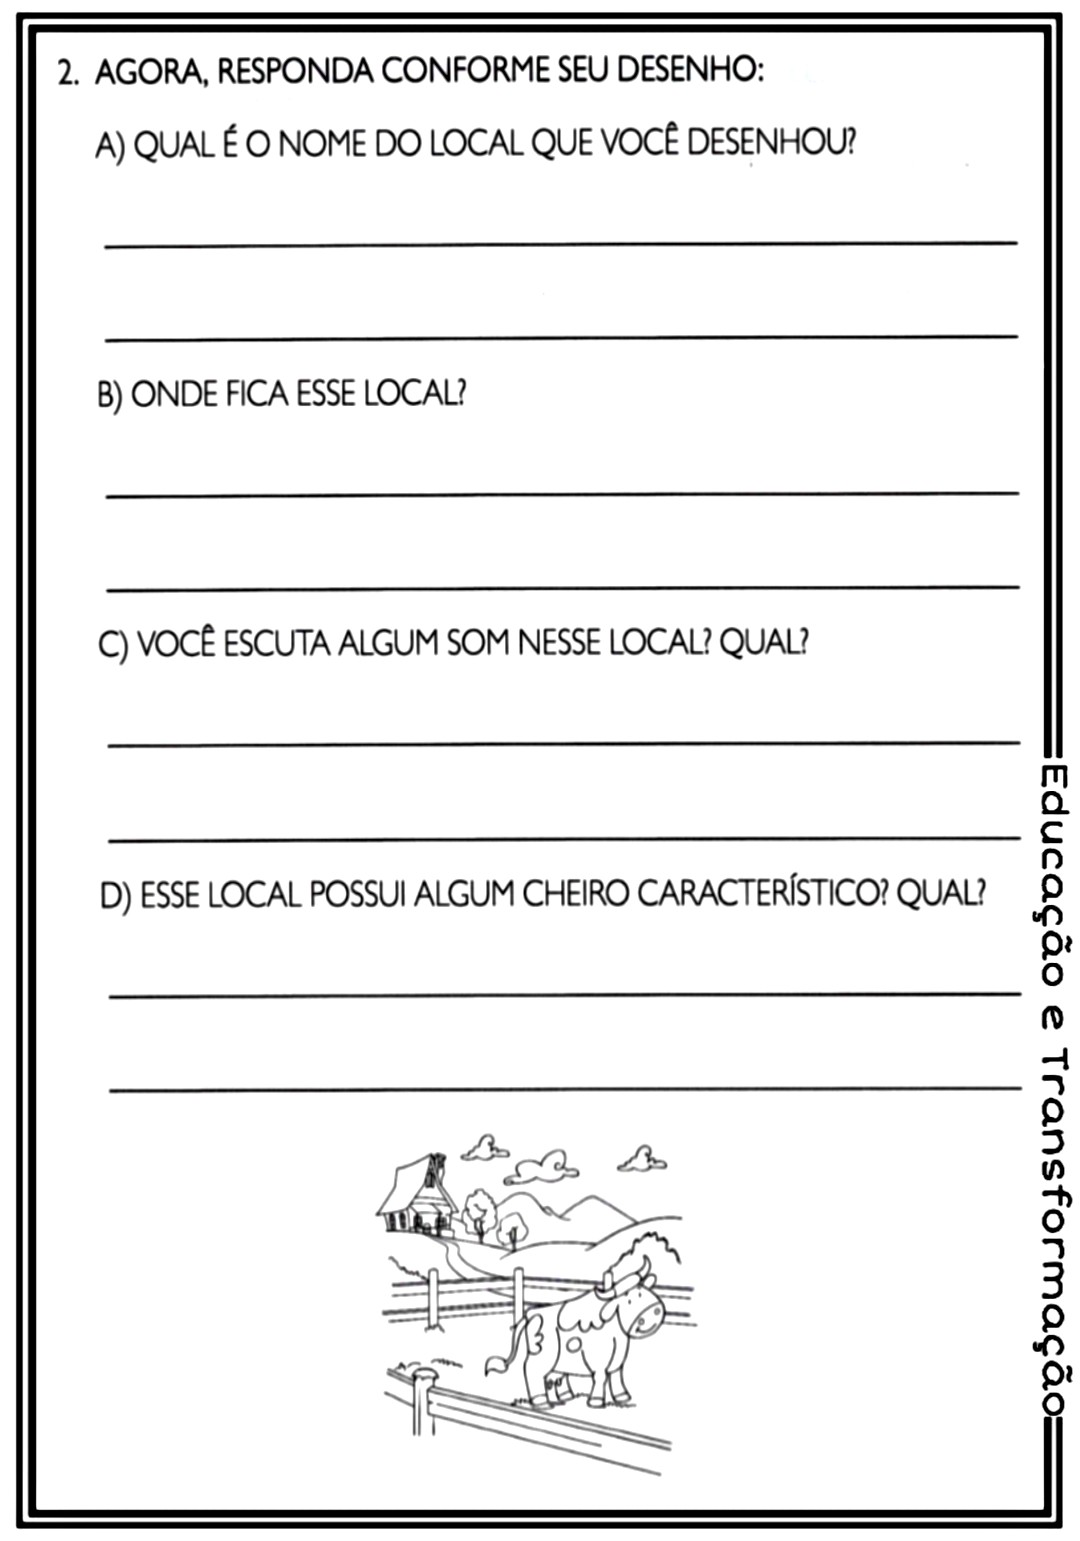 2. AGORA, RESPONDA CONFORME SEU DESENHO:
A) QUAL É O NOME DO LOCAL QUE VOCÊ DESENHOU?
B) ONDE FICA ESSE LOCAL?
C) VOCÊ ESCUTA ALGUM SOM NESSE LOCAL? QUAL?
D) ESSE LOCAL POSSUI ALGUM CHEIRO CARACTERÍSTICO? QUAL?
Educação e Transformação